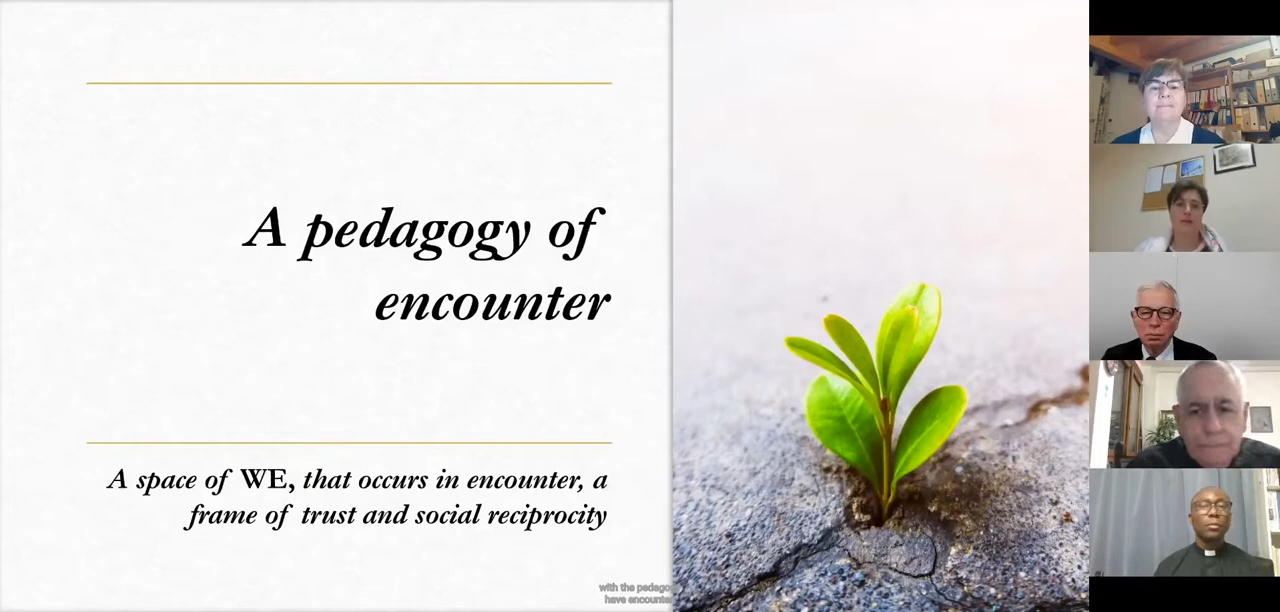 A pedagogy of
encounter
A space of WE, that occurs in encounter, a
frame of trust and social reciprocity
with the
have